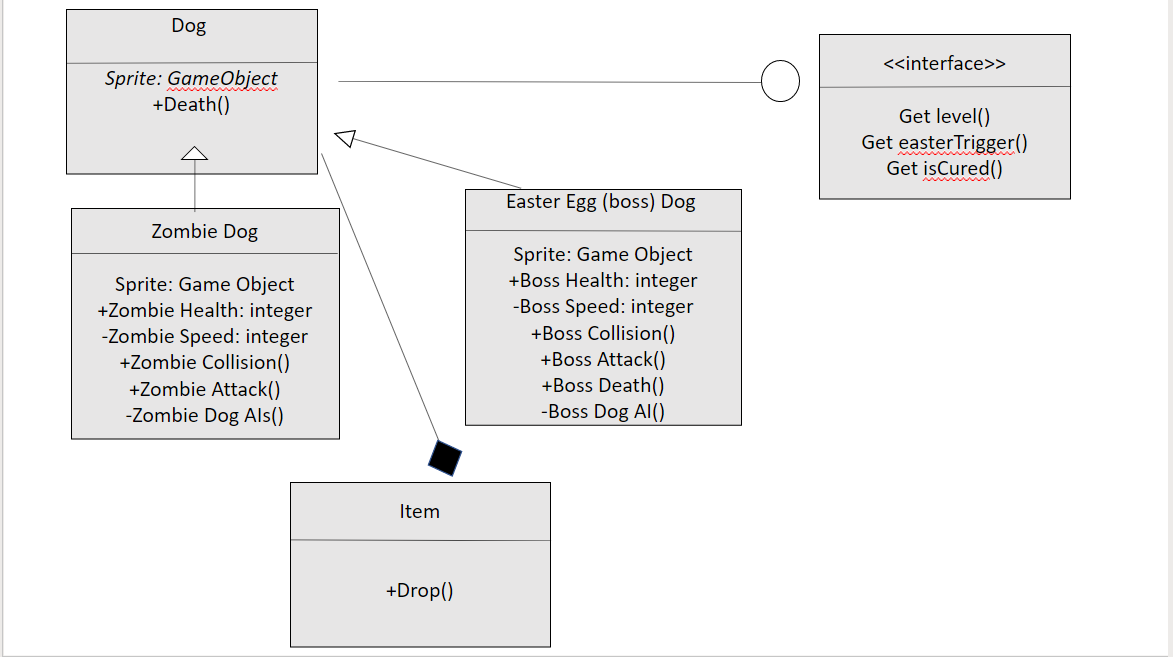 Dog
Sprite: GameObject
+Death()
<<interface>>
Get level()
Get easterTrigger()
Get isCured()
Zombie Dog
Sprite: Game Object
+Zombie Health: integer
-Zombie Speed: integer
+Zombie Collision()
+Zombie Attack()
-Zombie Dog AIs()
Easter Egg (boss) Dog
Sprite: Game Object
+Boss Health: integer
-Boss Speed: integer
+Boss Collision()
+Boss Attack()
+Boss Death()
-Boss Dog AI()
Item
+Drop()